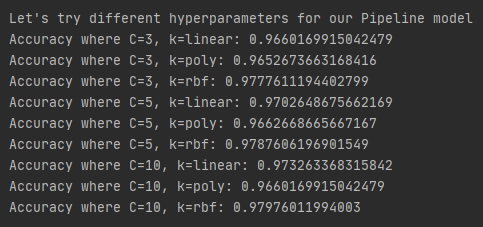 Let's try different hyperparameters for our Pipeline model
Accuracy where C=3, k=linear: 0.9660169915042479
Accuracy where C=3, k=poly: 0.9652673663168416
Accuracy where C=3, k=rbf: 0.9777611194402799
Accuracy where C=5, k=linear: 0.9702648675662169
Accuracy where C=5, k=poly: 0.9662668665667167
Accuracy where C=5, k=rbf: 0.9787606196901549
Accuracy where C=10, k=linear: 0.973263368315842
Accuracy where C=10, k=poly: 0.9660169915042479
Accuracy where C=10, k=rbf: 0.97976011994003